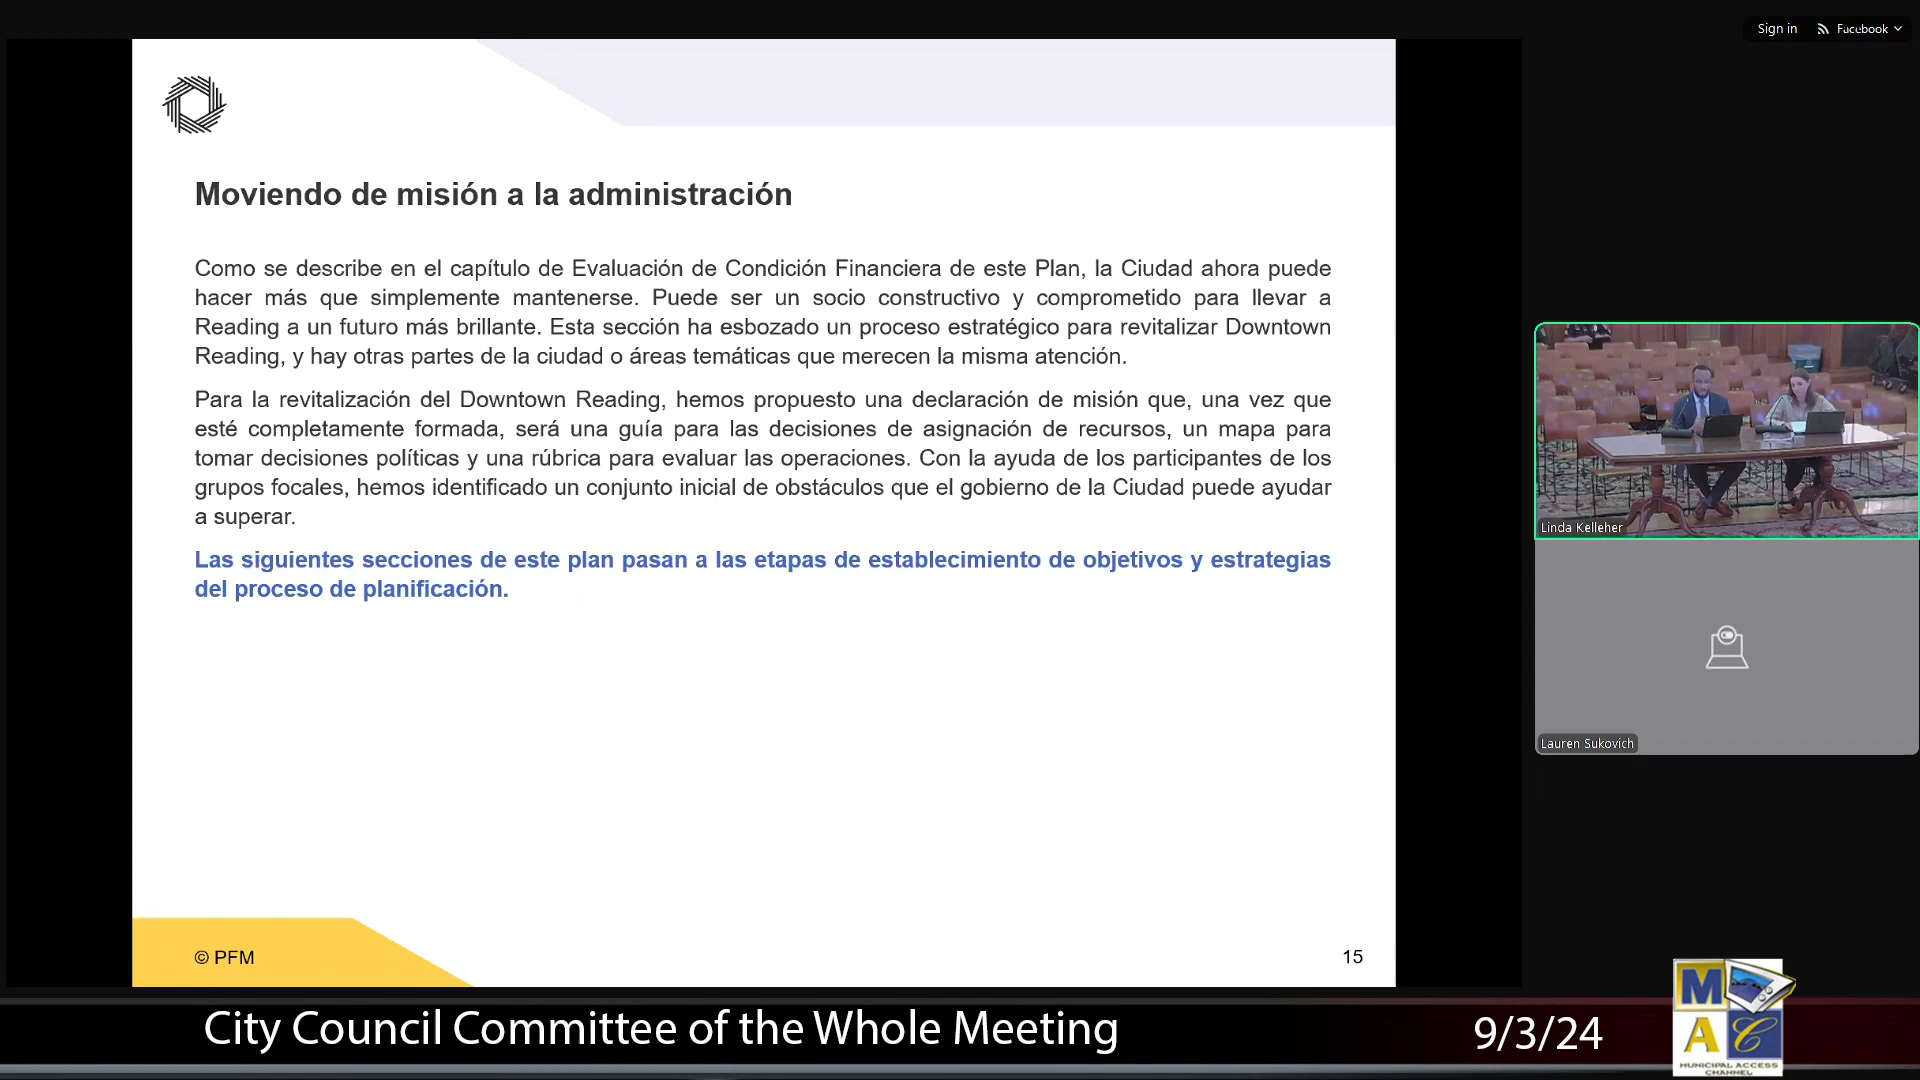 Sign in
Facebook
Moviendo de misión a la administración
Como se describe en el capítulo de Evaluación de Condición Financiera de este Plan, la Ciudad ahora puede
hacer más que simplemente mantenerse. Puede ser un socio constructivo y comprometido para llevar a
Reading a un futuro más brillante. Esta sección ha esbozado un proceso estratégico para revitalizar Downtown
Reading, y hay otras partes de la ciudad o áreas temáticas que merecen la misma atención.
Para la revitalización del Downtown Reading, hemos propuesto una declaración de misión que, una vez que
esté completamente formada, será una guía para las decisiones de asignación de recursos, un mapa para
tomar decisiones políticas y una rúbrica para evaluar las operaciones. Con la ayuda de los participantes de los
grupos focales, hemos identificado un conjunto inicial de obstáculos que el gobierno de la Ciudad puede ayudar
a superar.
Las siguientes secciones de este plan pasan a las etapas de establecimiento de objetivos y estrategias
del proceso de planificación.
© PFM
15
Linda Kelleher
Lauren Sukovich
City Council Committee of the Whole Meeting
9/3/24
M
A C
MUNICIPAL ACCESS
CHANNEL